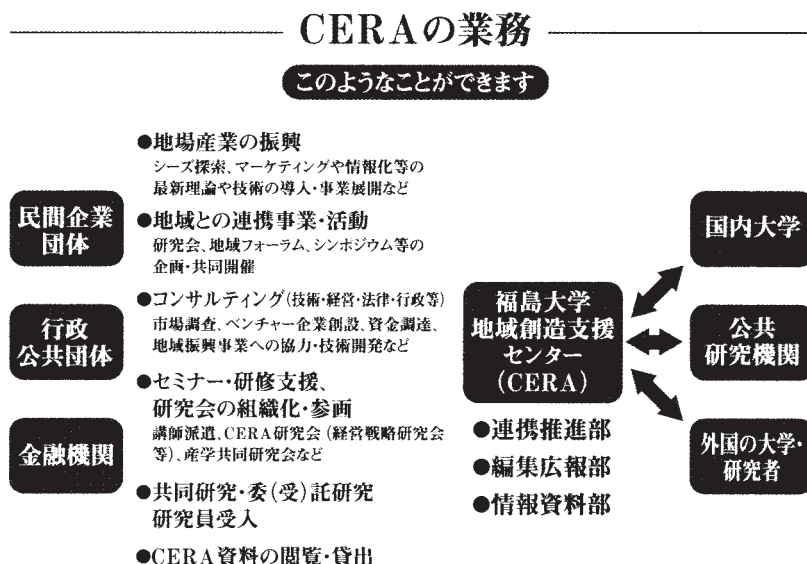 CERAの業務
このようなことができます
民間企業
団体
行政
公共団体
金融機関
●地場産業の振興
シーズ探索、マーケティングや情報化等の
最新理論や技術の導入・事業展開など
●地域との連携事業・活動
研究会、地域フォーラム、シンポジウム等の
企画・共同開催
●コンサルティング(技術・経営・法律・行政等)
市場調査、ベンチャー企業創設、資金調達、
地域振興事業への協力・技術開発など
●セミナー・研修支援、
研究会の組織化・参画
講師派遣、CERA研究会(経営戦略研究会
等)、産学共同研究会など
●共同研究・委(受)託研究
研究員受入
●CERA資料の閲覧・貸出
福島大学
地域創造支援
センター
(CERA)
●連携推進部
●編集広報部
●情報資料部
国内大学
公共
研究機関
外国の大学・
研究者